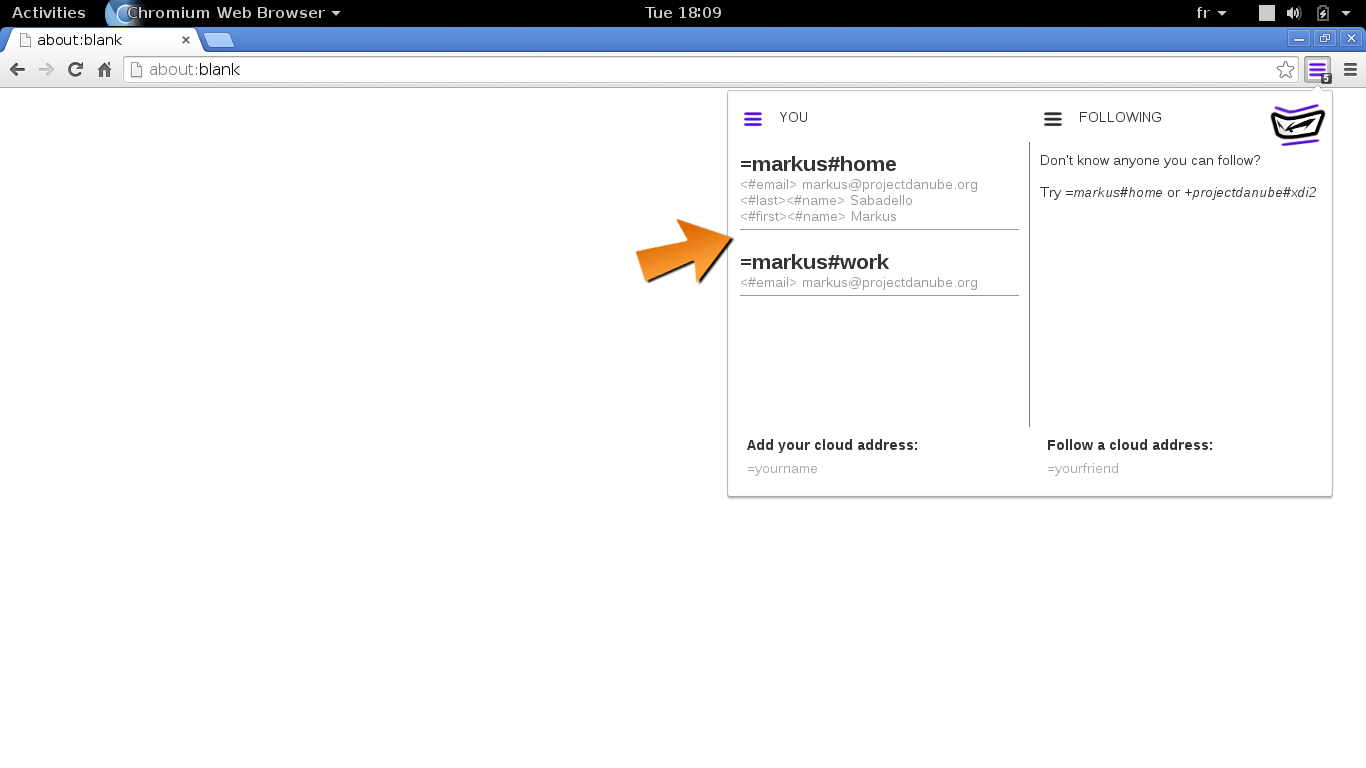 Activities
Chromium Web Browser
Tue 18:09
fr
about:blank
about:blank
5
YOU
=markus#home
<#email> markus@projectdanube.org
<#last><#name> Sabadello
<#first><#name> Markus
=markus#work
<#email> markus@projectdanube.org
Add your cloud address:
=yourname
FOLLOWING
Don't know anyone you can follow?
Try =markus#home or +projectdanube#xdi2
Follow a cloud address:
=yourfriend